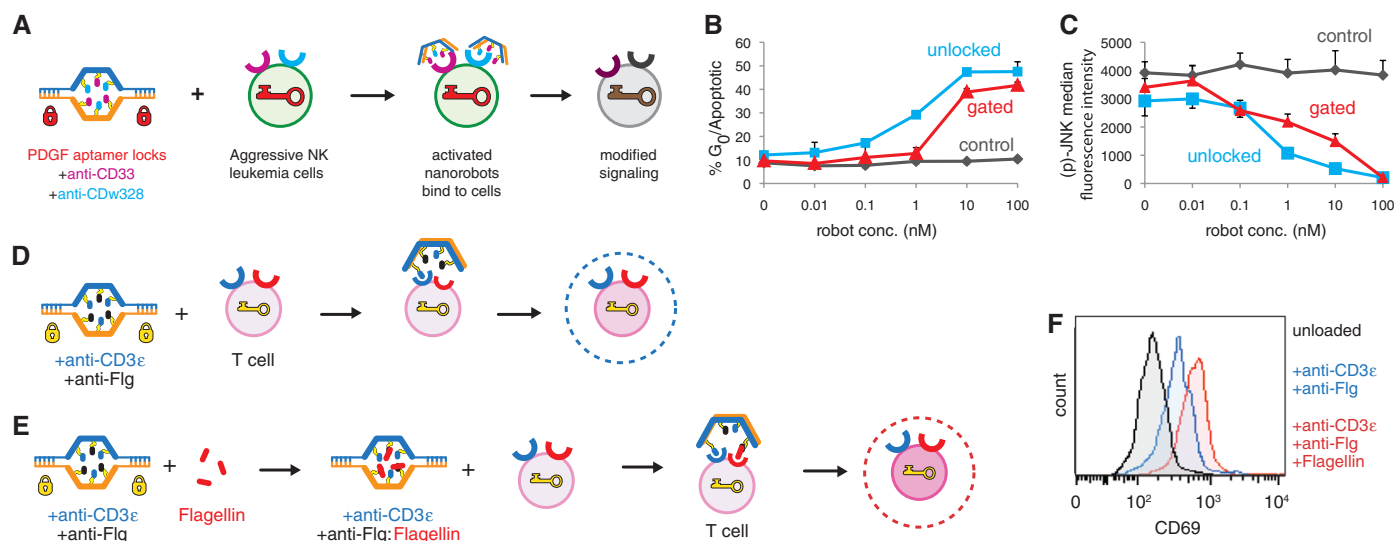 A
PDGF aptamer locks
+anti-CD33
+anti-CDw328
+
Aggressive NK
leukemia cells
activated
nanorobots
bind to cells
modified
signaling
B
% G0/Apoptotic
60
50
40
30
20
10
0
unlocked
gated
control
0 0.01 0.1 1 10 100
robot conc. (nM)
C
(p)-JNK median
fluorescence intensity
5000
4000
3000
2000
1000
0
control
gated
unlocked
0 0.01 0.1 1 10 100
robot conc. (nM)
D
+anti-CD3ε
+anti-Flg
+
T cell
E
+anti-CD3ε
+anti-Flg
+
Flagellin
+anti-CD3ε
+anti-Flg:Flagellin
+
T cell
F
count
unloaded
+anti-CD3ε
+anti-Flg
+anti-CD3ε
+anti-Flg
+Flagellin
0 10² 10³ 10⁴
CD69